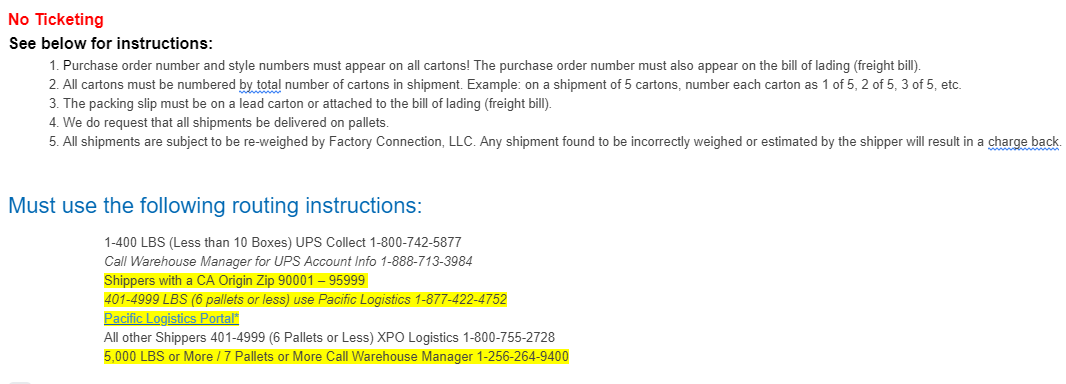 No Ticketing
See below for instructions:
1. Purchase order number and style numbers must appear on all cartons! The purchase order number must also appear on the bill of lading (freight bill).
2. All cartons must be numbered by total number of cartons in shipment. Example: on a shipment of 5 cartons, number each carton as 1 of 5, 2 of 5, 3 of 5, etc.
3. The packing slip must be on a lead carton or attached to the bill of lading (freight bill).
4. We do request that all shipments be delivered on pallets.
5. All shipments are subject to be re-weighed by Factory Connection, LLC. Any shipment found to be incorrectly weighed or estimated by the shipper will result in a charge back.
Must use the following routing instructions:
1-400 LBS (Less than 10 Boxes) UPS Collect 1-800-742-5877
Call Warehouse Manager for UPS Account Info 1-888-713-3984
Shippers with a CA Origin Zip 90001 – 95999
401-4999 LBS (6 pallets or less) use Pacific Logistics 1-877-422-4752
Pacific Logistics Portal*
All other Shippers 401-4999 (6 Pallets or Less) XPO Logistics 1-800-755-2728
5,000 LBS or More / 7 Pallets or More Call Warehouse Manager 1-256-264-9400